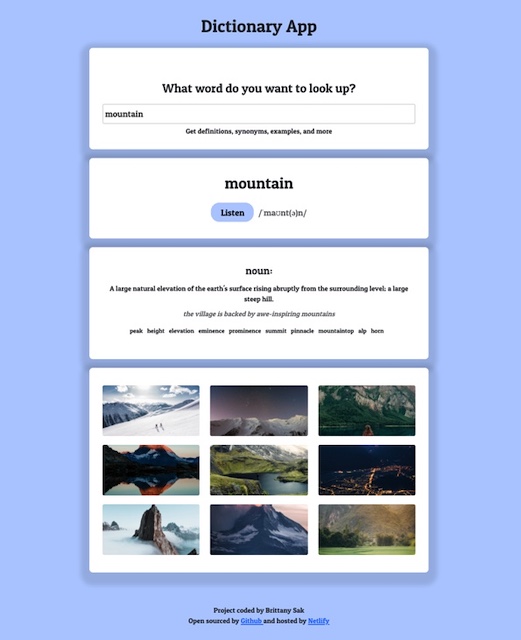 Dictionary App
What word do you want to look up?
mountain
Get definitions, synonyms, examples, and more
mountain
Listen /ˈmaʊnt(ə)n/
noun:
A large natural elevation of the earth's surface rising abruptly from the surrounding level; a large
steep hill.
the village is backed by awe-inspiring mountains
peak height elevation eminence prominence summit pinnacle mountaintop alp horn
Project coded by Brittany Sak
Open sourced by Github and hosted by Netlify